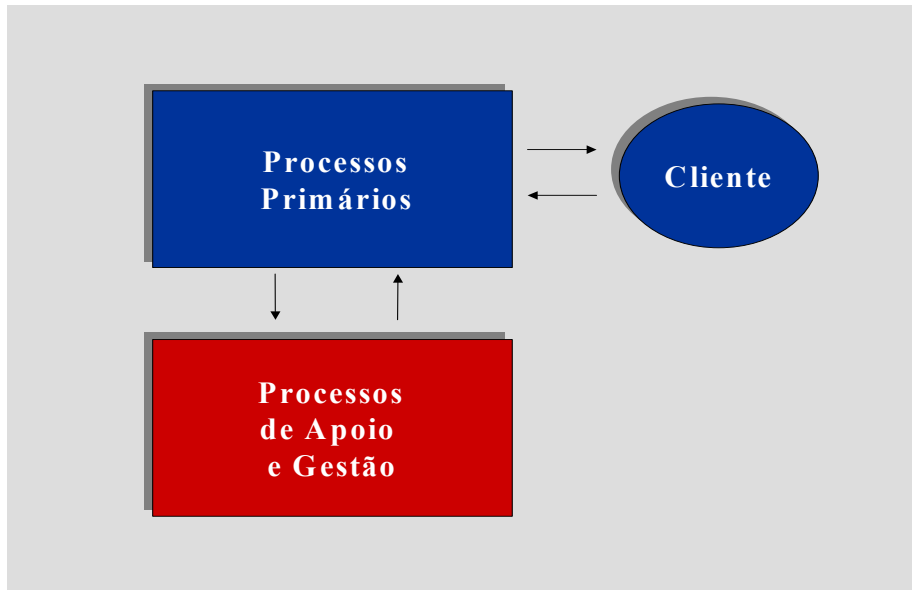 Processos
Primários
Cliente
Processos
de Apoio
e Gestão